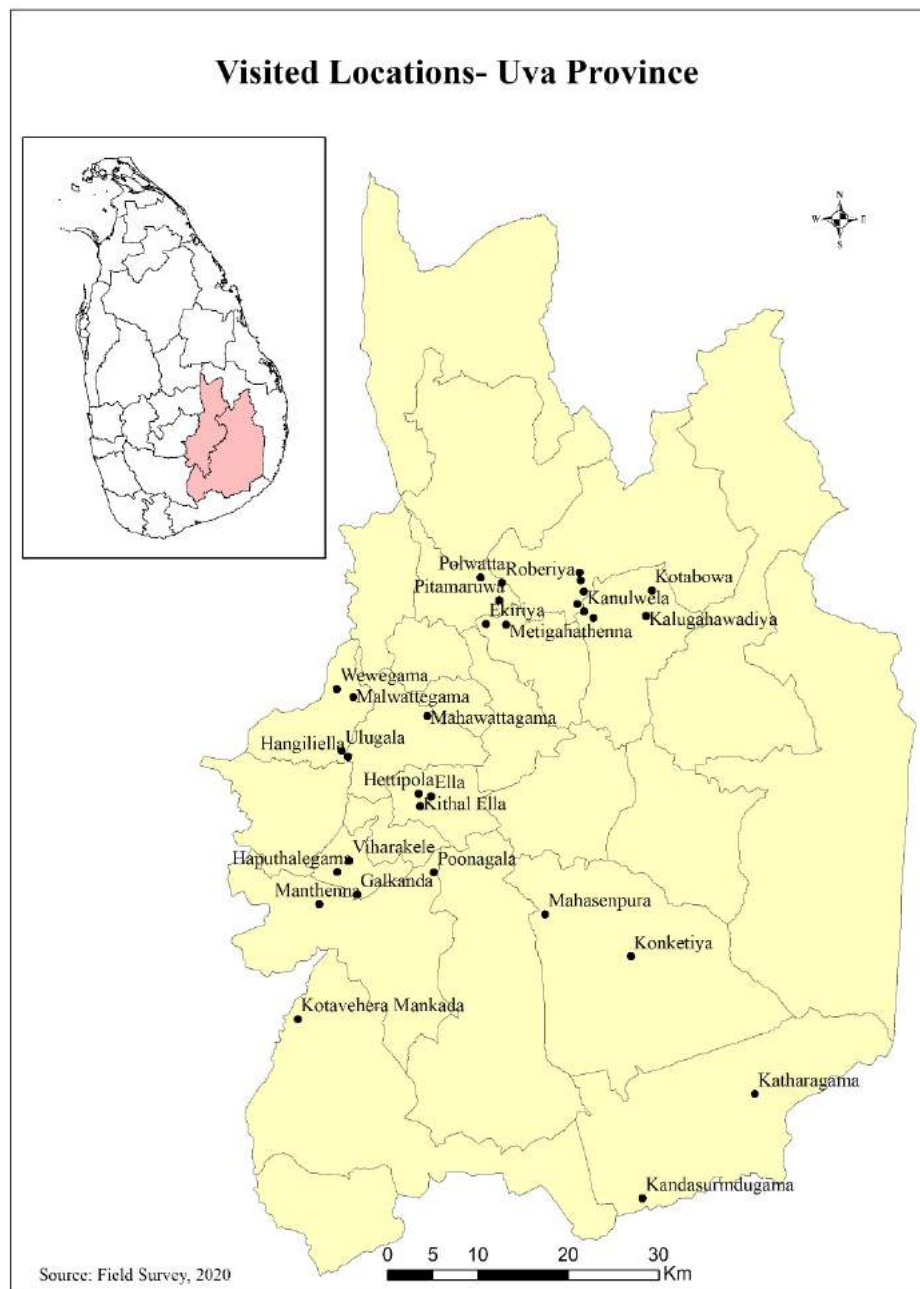 Visited Locations- Uva Province
N
W E
S
Polwatta
Roberiya
Pitamaruwa
Kotabowa
Kanulwela
Ekiriya
Kalugahawadiya
Metigahathenna
Wewegama
Malwattegama
Mahawattagama
Ulugala
Hangiliella
Hettipola
Ella
Kithal Ella
Viharakele
Haputhalegama
Poonagala
Galkanda
Manthenna
Mahasenpura
Konketiya
Kotavehera Mankada
Katharagama
Kandasurindugama
0 5 10 20 30
Km
Source: Field Survey, 2020